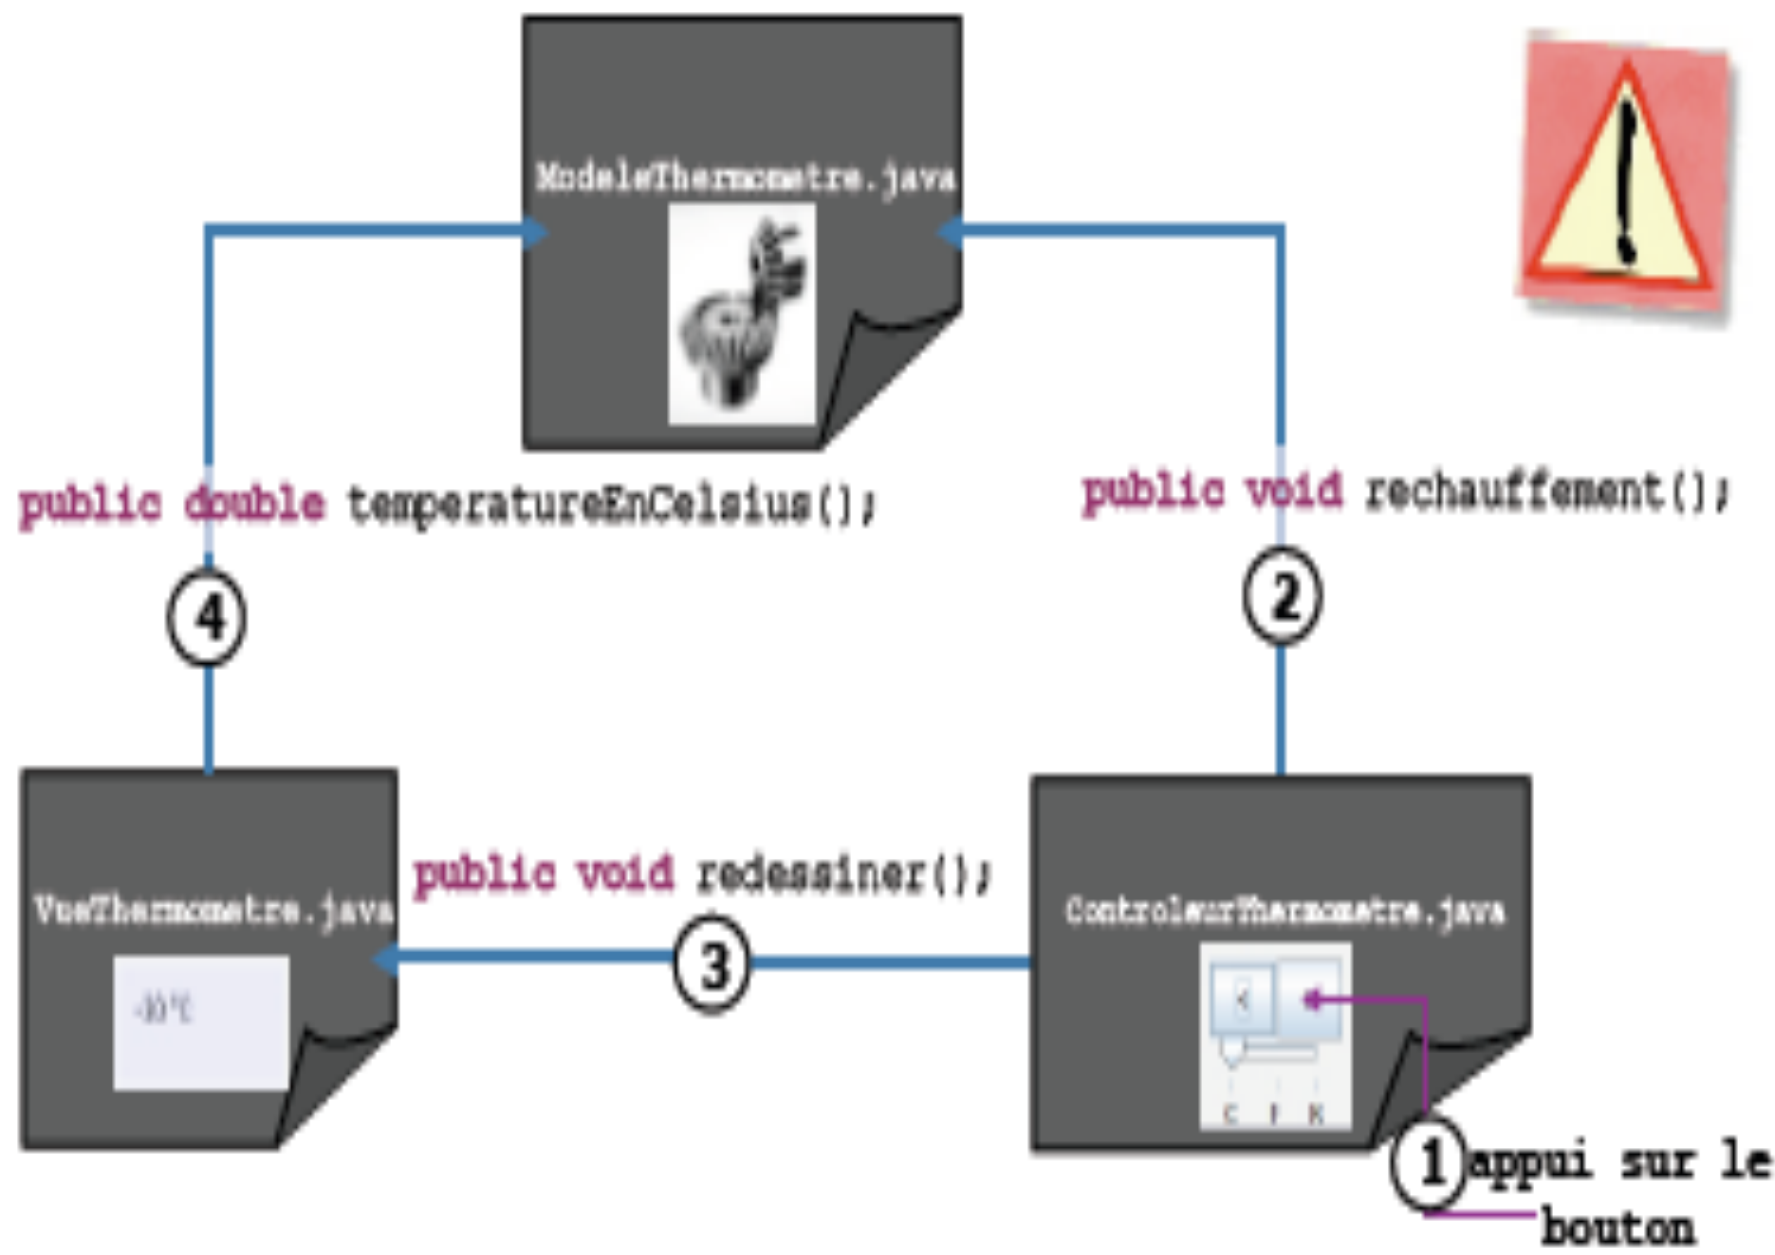 ModeleThermometre.java
public double temperatureEnCelsius();
public void rechauffement();
4
2
public void redessiner();
VueThermometre.java
ControleurThermometre.java
3
-10 °C
<
C F K
1 appui sur le
bouton